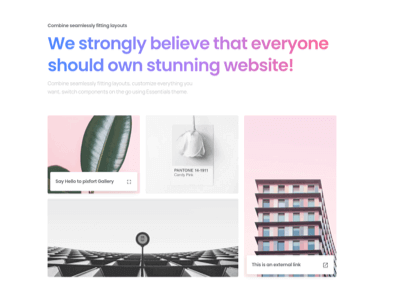 Combine seamlessly fitting layouts
We strongly believe that everyone
should own stunning website!
Combine seamlessly fitting layouts, customize everything you
want, switch components on the go using Essentials theme.
PANTONE 14-1911
Candy Pink
Say Hello to pixfort Gallery
This is an external link